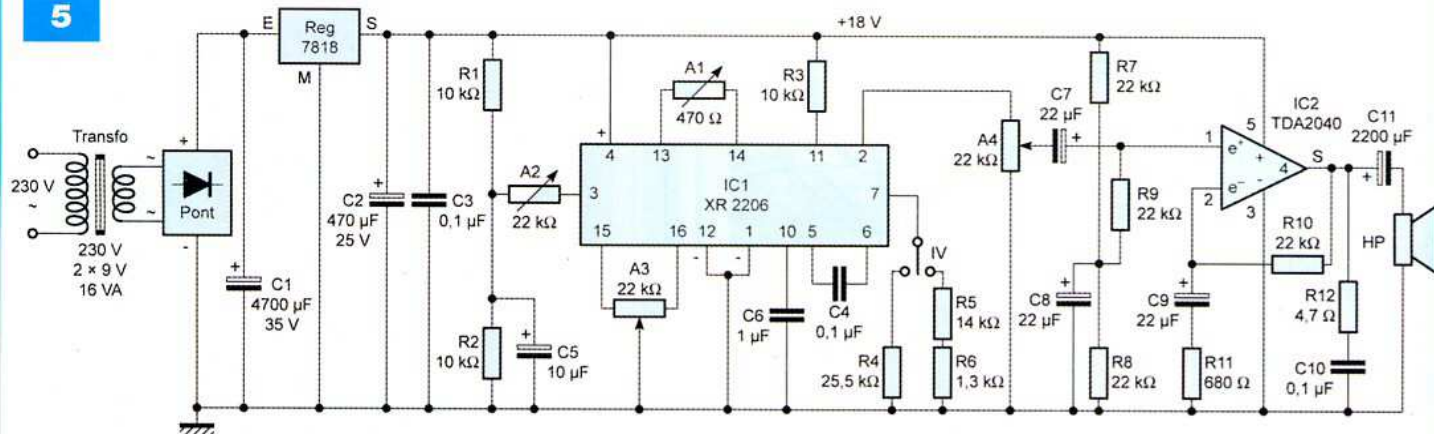 5
E
Reg
7818
S
M
+18 V
Transfo
230 V
~
~
~
+
-
Pont
230 V
2 × 9 V
16 VA
+
C1
4700 µF
35 V
+
C2
470 µF
25 V
C3
0,1 µF
R1
10 kΩ
A2
22 kΩ
R2
10 kΩ
+
C5
10 µF
A1
470 Ω
R3
10 kΩ
+
4
13
14
11
2
3
IC1
XR 2206
7
15
16
12
1
10
5
6
-
-
A3
22 kΩ
C6
1 µF
C4
0,1 µF
IV
R4
25,5 kΩ
R5
14 kΩ
R6
1,3 kΩ
A4
22 kΩ
C7
22 µF
+
R7
22 kΩ
R9
22 kΩ
+
C8
22 µF
R8
22 kΩ
IC2
TDA2040
1
e+
+
5
S
4
2
e−
-
3
R10
22 kΩ
+
C9
22 µF
R11
680 Ω
C11
2200 µF
+
HP
R12
4,7 Ω
C10
0,1 µF